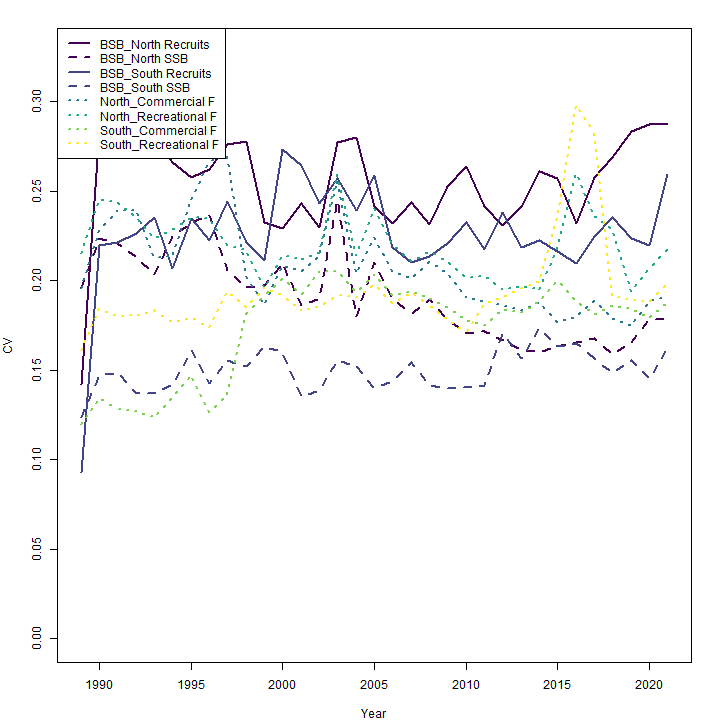 BSB_North Recruits
BSB_North SSB
BSB_South Recruits
BSB_South SSB
North_Commercial F
North_Recreational F
South_Commercial F
South_Recreational F
0.30
0.25
0.20
0.15
0.10
0.05
0.00
CV
1990 1995 2000 2005 2010 2015 2020
Year